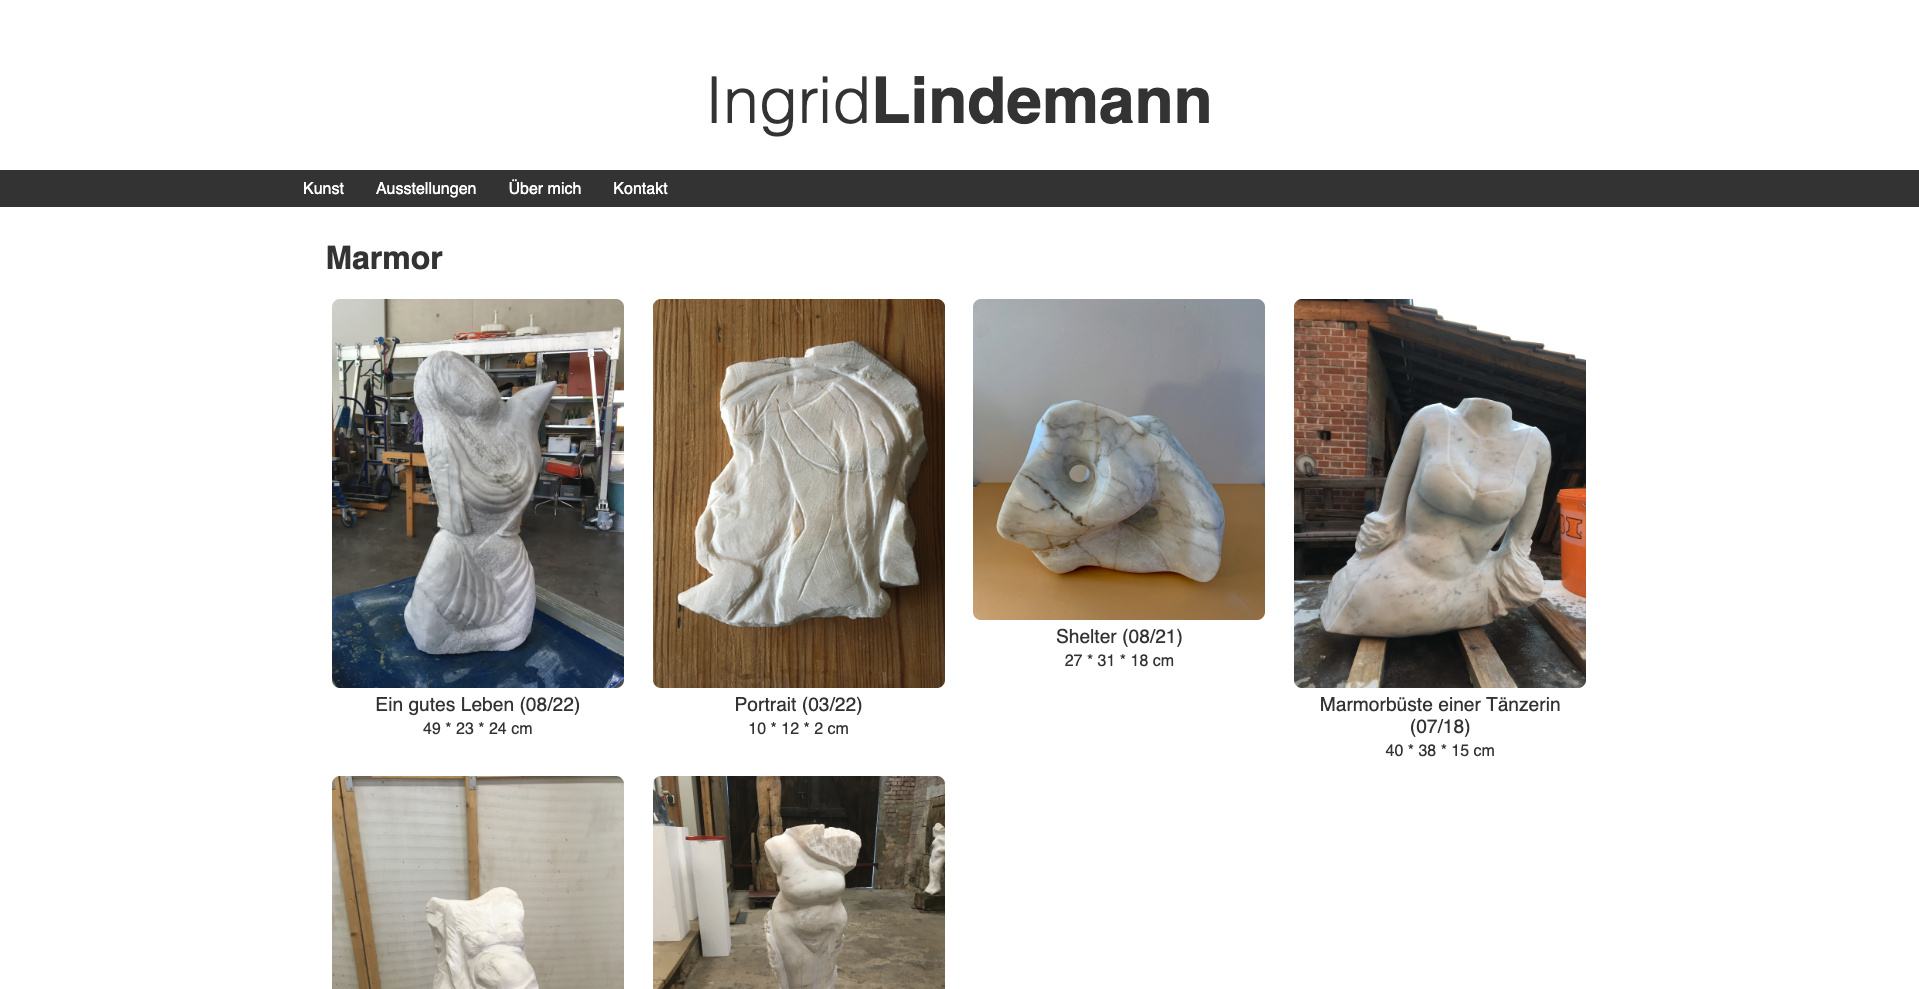 IngridLindemann
Kunst Ausstellungen Über mich Kontakt
Marmor
Ein gutes Leben (08/22)
49 * 23 * 24 cm
Portrait (03/22)
10 * 12 * 2 cm
Shelter (08/21)
27 * 31 * 18 cm
Marmorbüste einer Tänzerin
(07/18)
40 * 38 * 15 cm